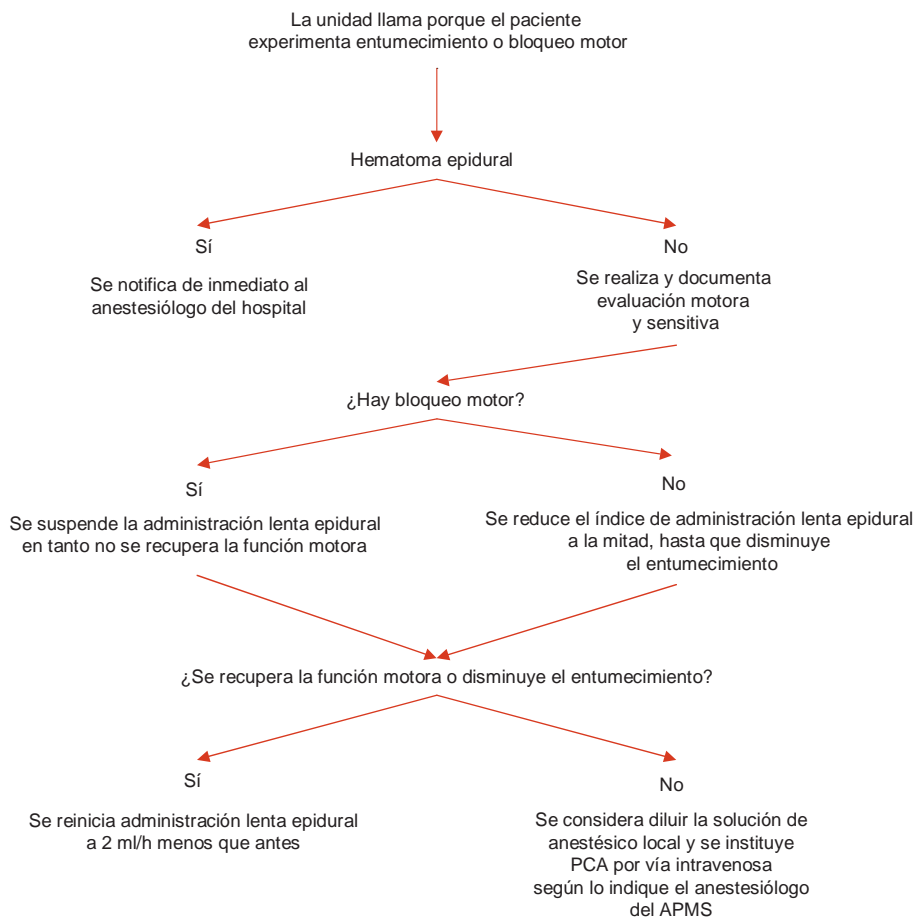 La unidad llama porque el paciente
experimenta entumecimiento o bloqueo motor
Hematoma epidural
Sí
Se notifica de inmediato al
anestesiólogo del hospital
No
Se realiza y documenta
evaluación motora
y sensitiva
¿Hay bloqueo motor?
Sí
Se suspende la administración lenta epidural
en tanto no se recupera la función motora
No
Se reduce el índice de administración lenta epidural
a la mitad, hasta que disminuye
el entumecimiento
¿Se recupera la función motora o disminuye el entumecimiento?
Sí
Se reinicia administración lenta epidural
a 2 ml/h menos que antes
No
Se considera diluir la solución de
anestésico local y se instituye
PCA por vía intravenosa
según lo indique el anestesiólogo
del APMS